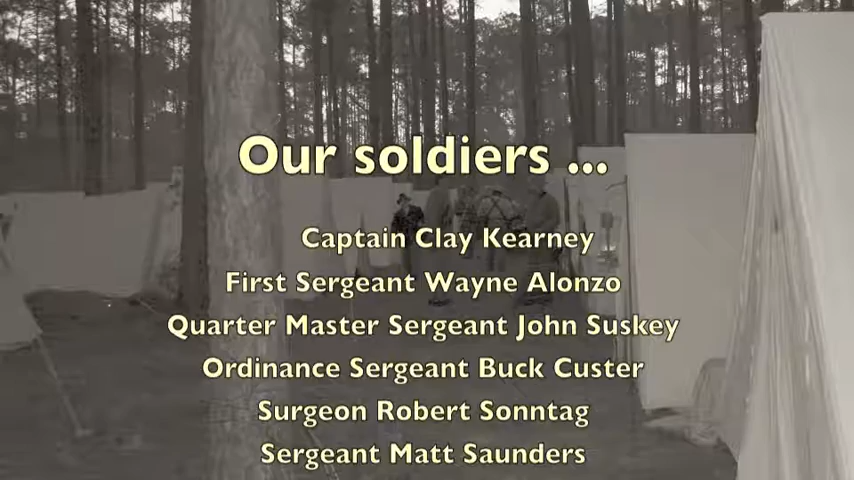 Our soldiers ...
Captain Clay Kearney
First Sergeant Wayne Alonzo
Quarter Master Sergeant John Suskey
Ordinance Sergeant Buck Custer
Surgeon Robert Sonntag
Sergeant Matt Saunders